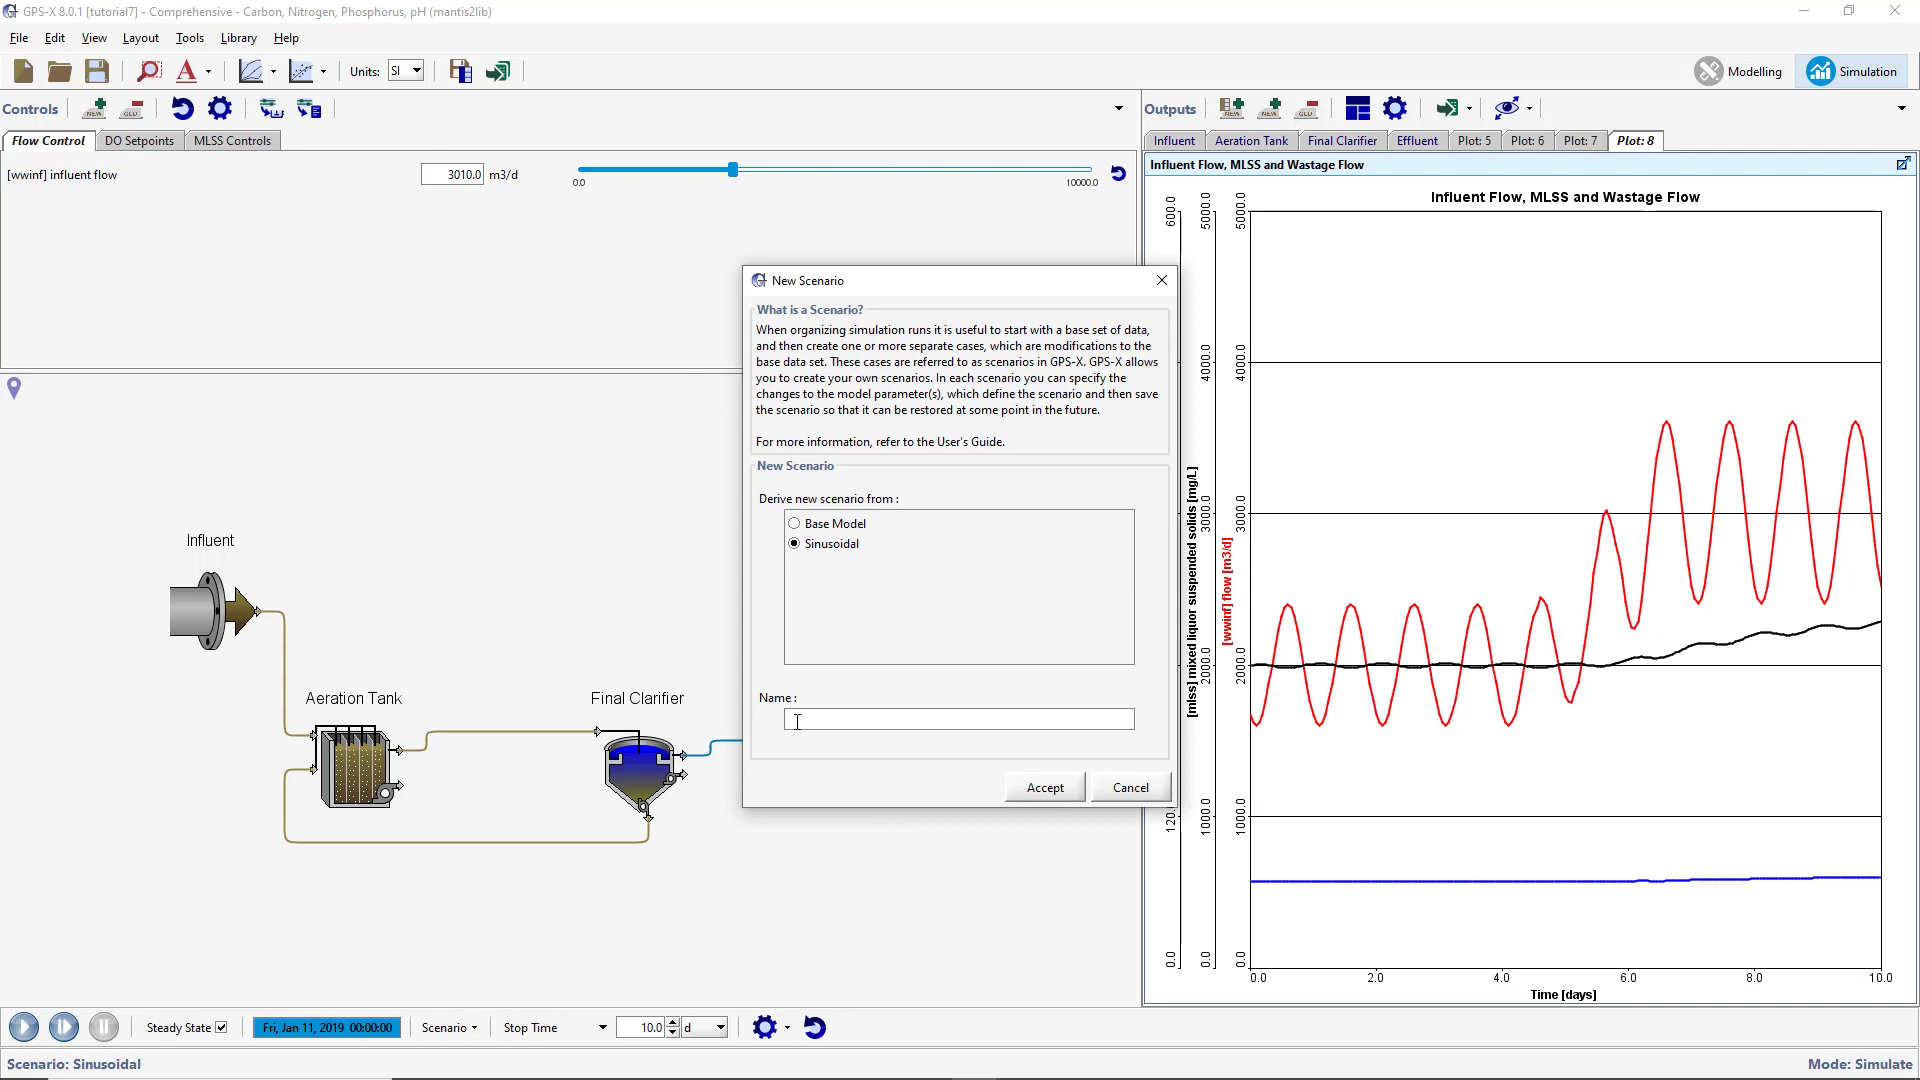 GPS-X 8.0.1 [tutorial7] - Comprehensive - Carbon, Nitrogen, Phosphorus, pH (mantis2lib)
File Edit View Layout Tools Library Help
Units: SI
Modelling
Simulation
Controls
NEW
OLD
Flow Control
DO Setpoints
MLSS Controls
[wwinf] influent flow
3010.0 m3/d
0.0
10000.0
Outputs
NEW
NEW
OLD
Influent
Aeration Tank
Final Clarifier
Effluent
Plot: 5
Plot: 6
Plot: 7
Plot: 8
Influent Flow, MLSS and Wastage Flow
Influent Flow, MLSS and Wastage Flow
600.0
5000.0
5000.0
4000.0
4000.0
3000.0
3000.0
2000.0
2000.0
120.
1000.0
1000.0
0.0
0.0
0.0
[mlss] mixed liquor suspended solids [mg/L]
[wwinf] flow [m3/d]
0.0
2.0
4.0
6.0
8.0
10.0
Time [days]
New Scenario
What is a Scenario?
When organizing simulation runs it is useful to start with a base set of data,
and then create one or more separate cases, which are modifications to the
base data set. These cases are referred to as scenarios in GPS-X. GPS-X allows
you to create your own scenarios. In each scenario you can specify the
changes to the model parameter(s), which define the scenario and then save
the scenario so that it can be restored at some point in the future.
For more information, refer to the User's Guide.
New Scenario
Derive new scenario from :
Base Model
Sinusoidal
Name :
Accept
Cancel
Influent
Aeration Tank
Final Clarifier
Steady State
Fri, Jan 11, 2019 00:00:00
Scenario
Stop Time
10.0
d
Scenario: Sinusoidal
Mode: Simulate